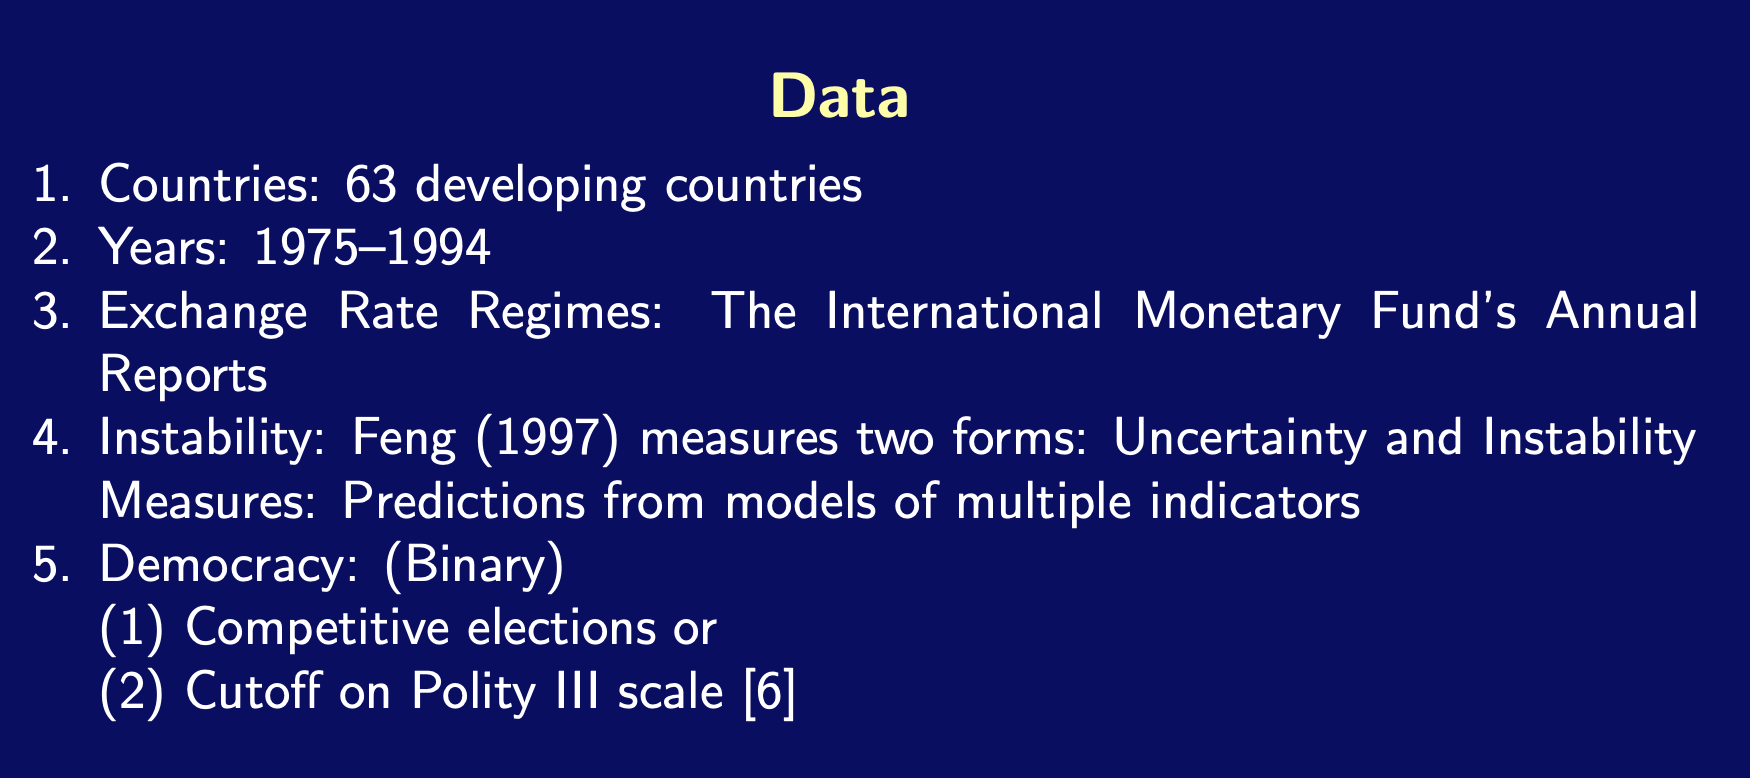 Data
1. Countries: 63 developing countries
2. Years: 1975–1994
3. Exchange Rate Regimes: The International Monetary Fund's Annual
Reports
4. Instability: Feng (1997) measures two forms: Uncertainty and Instability
Measures: Predictions from models of multiple indicators
5. Democracy: (Binary)
(1) Competitive elections or
(2) Cutoff on Polity III scale [6]